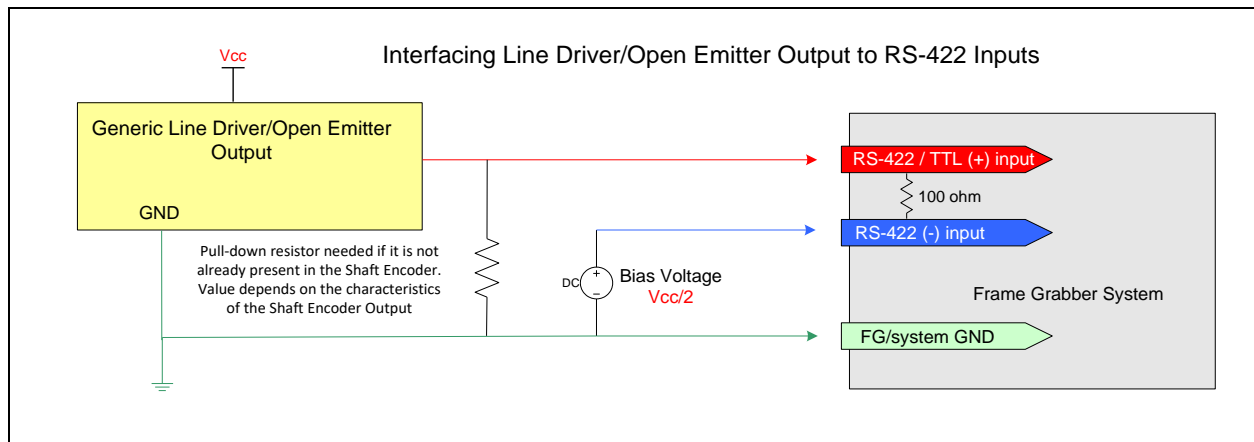 Interfacing Line Driver/Open Emitter Output to RS-422 Inputs
Vcc
Generic Line Driver/Open Emitter
Output
GND
Pull-down resistor needed if it is not
already present in the Shaft Encoder.
Value depends on the characteristics
of the Shaft Encoder Output
DC
Bias Voltage
Vcc/2
RS-422 / TTL (+) input
100 ohm
RS-422 (-) input
Frame Grabber System
FG/system GND